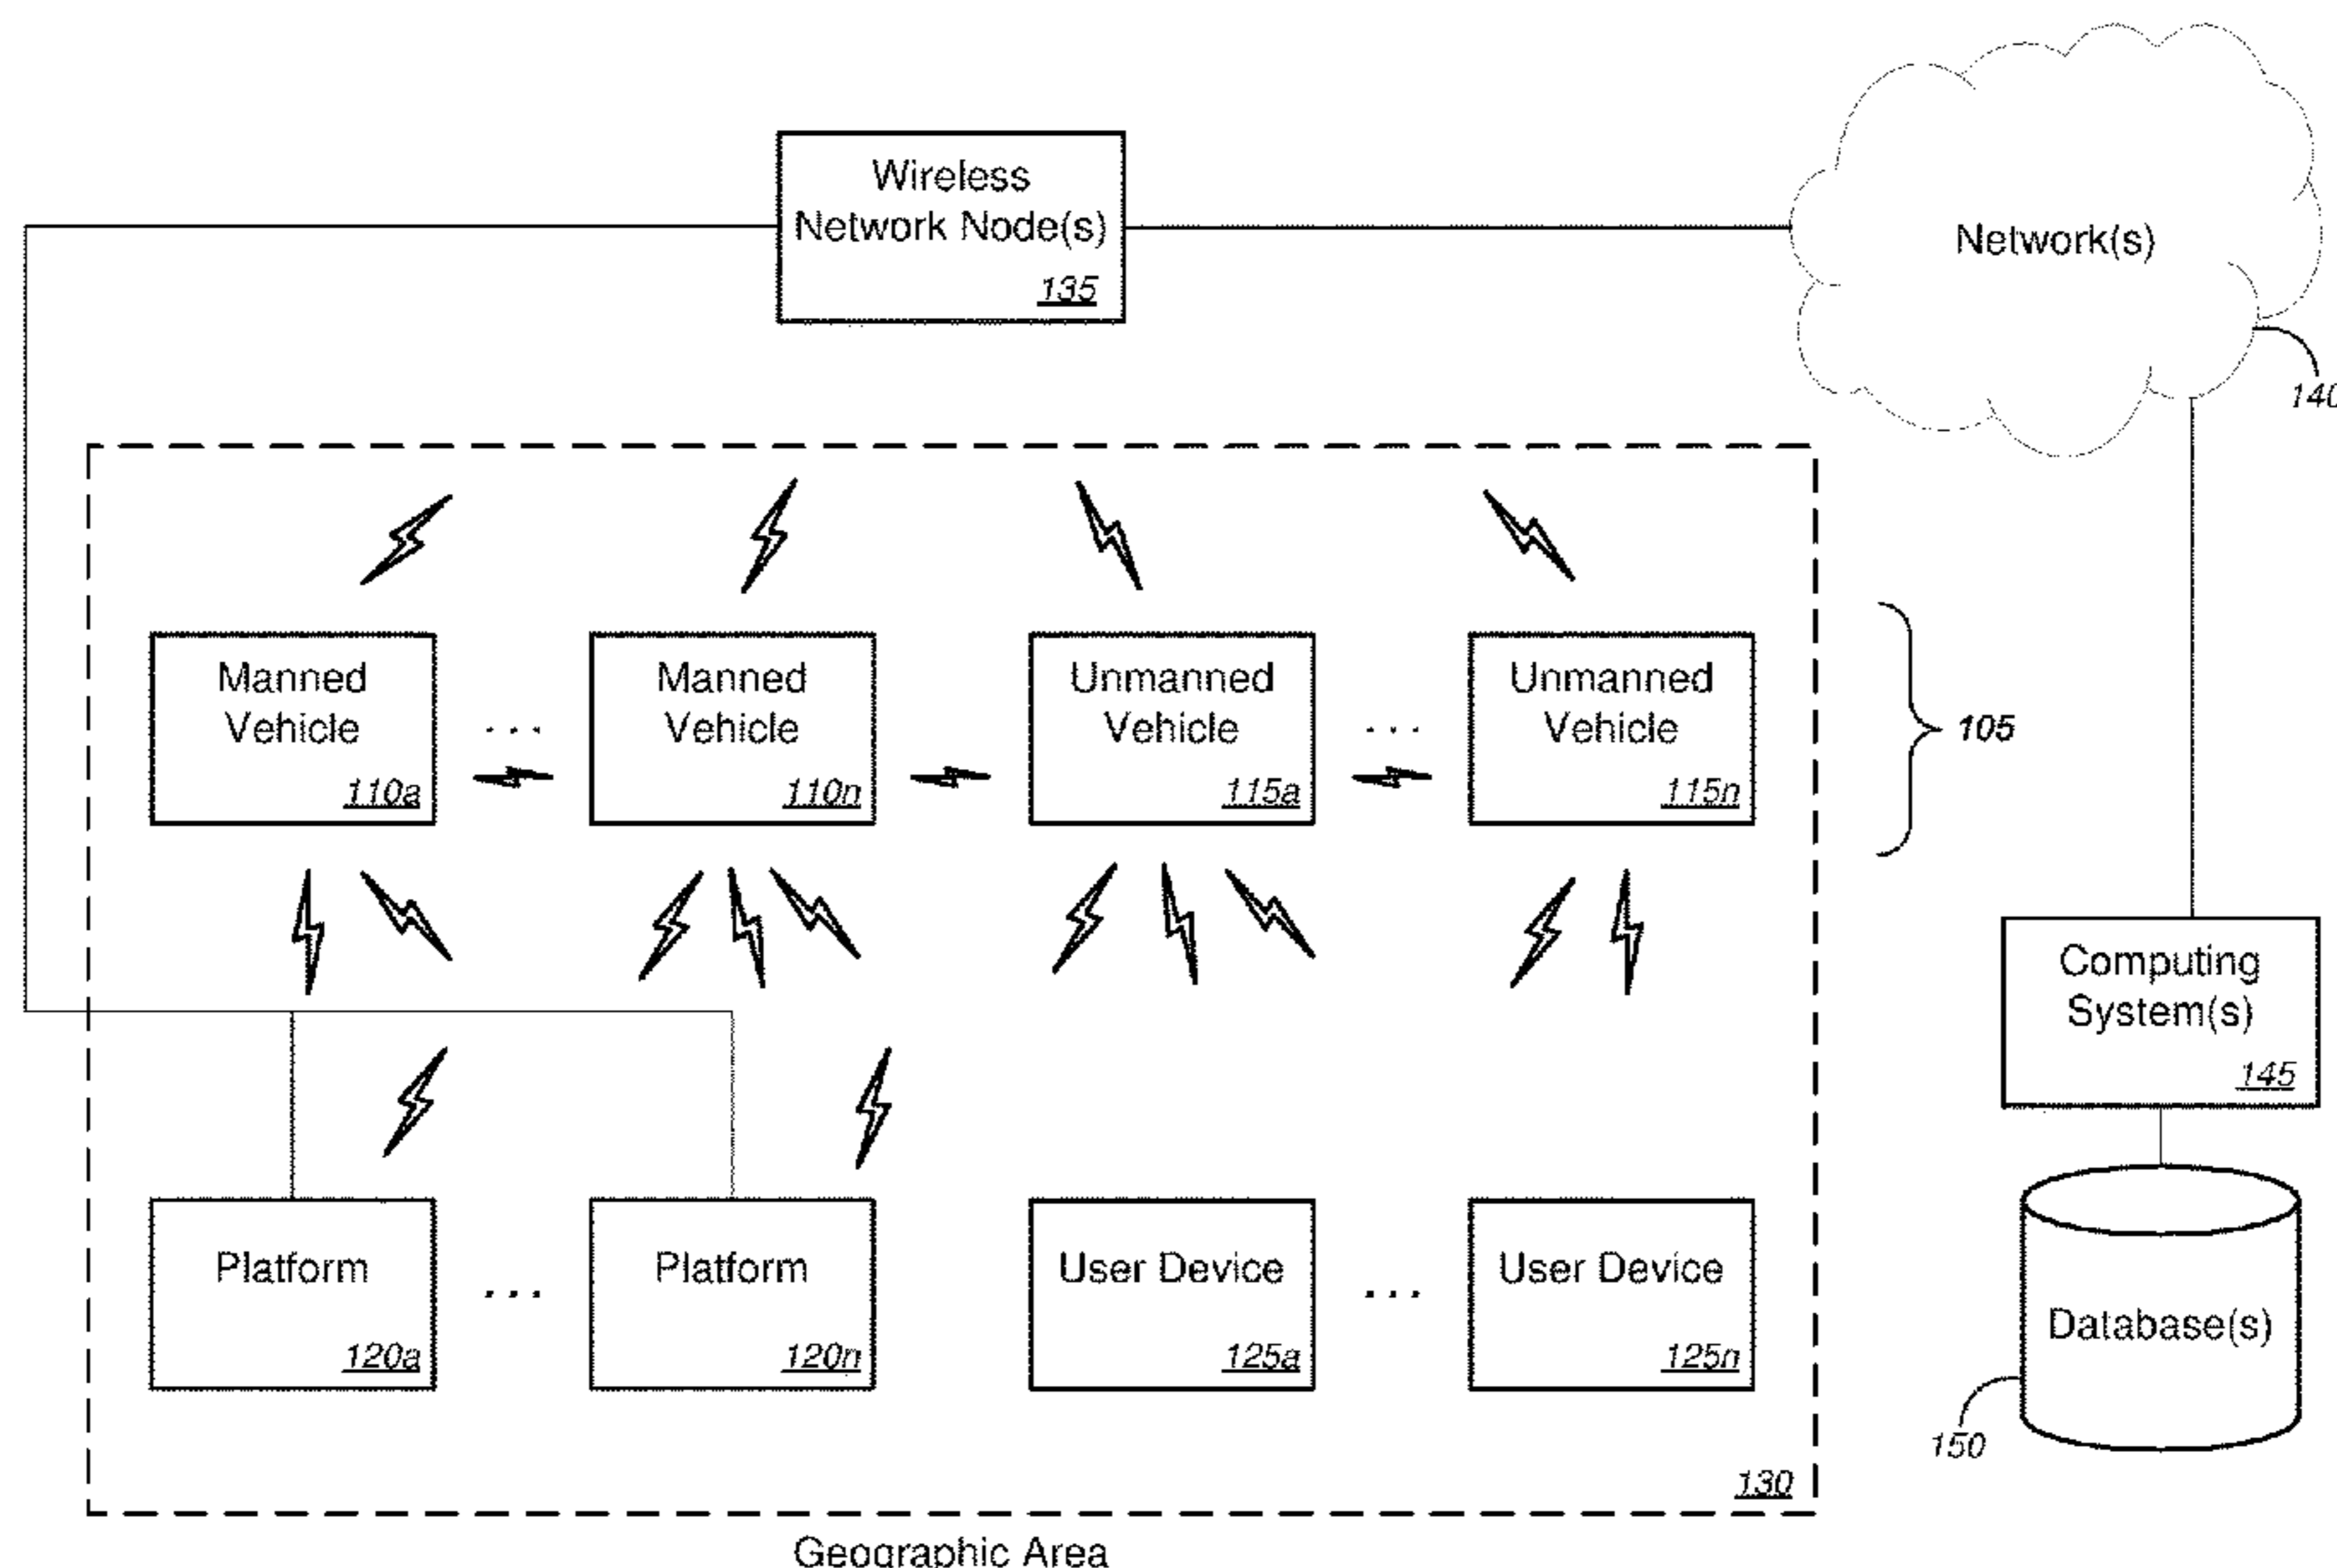 Wireless
Network Node(s)
135
Network(s)
140
Manned
Vehicle
110a
...
Manned
Vehicle
110n
Unmanned
Vehicle
115a
...
Unmanned
Vehicle
115n
105
Computing
System(s)
145
Platform
120a
...
Platform
120n
User Device
125a
...
User Device
125n
Database(s)
150
130
Geographic Area